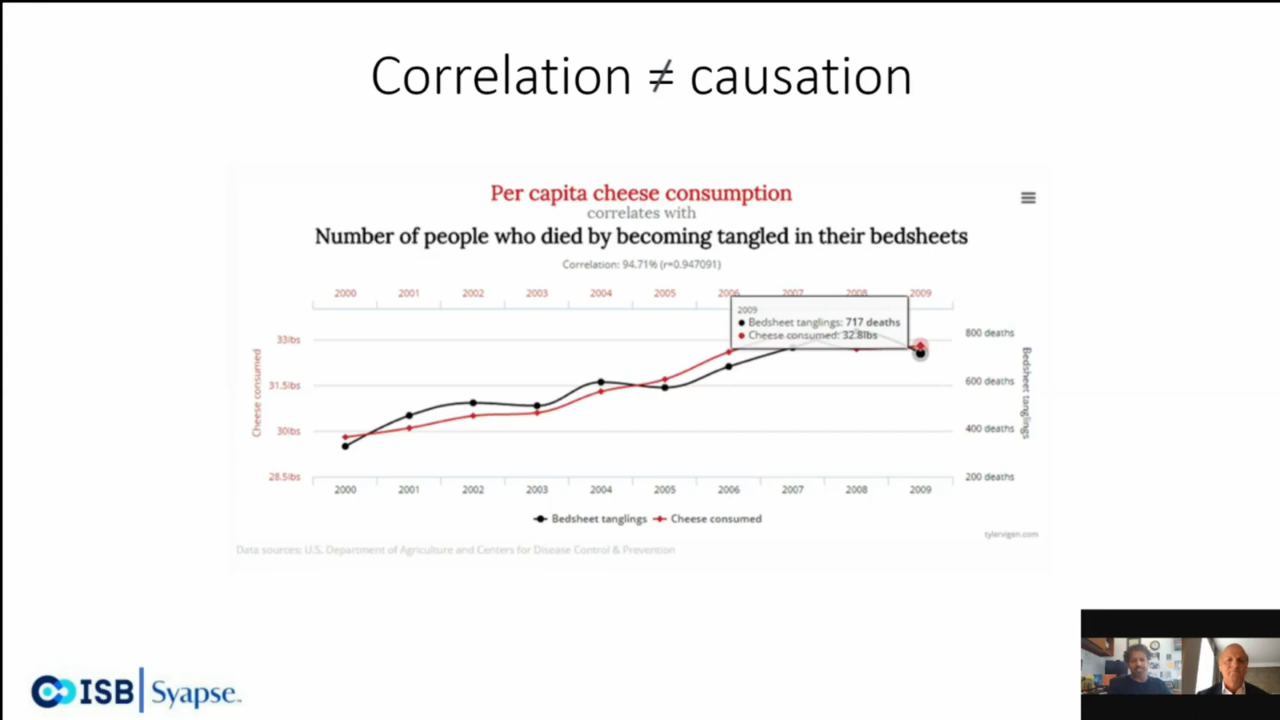 Correlation ≠ causation
Per capita cheese consumption
correlates with
Number of people who died by becoming tangled in their bedsheets
Correlation: 94.71% (r=0.947091)
2000 2001 2002 2003 2004 2005 2006 2007 2008 2009
2009
Bedsheet tanglings: 717 deaths
Cheese consumed: 32.8lbs
33lbs
31.5lbs
30lbs
28.5lbs
Cheese consumed
800 deaths
600 deaths
400 deaths
200 deaths
Bedsheet tanglings
2000 2001 2002 2003 2004 2005 2006 2007 2008 2009
Bedsheet tanglings Cheese consumed
tylervigen.com
Data sources: U.S. Department of Agriculture and Centers for Disease Control & Prevention
ISB Syapse